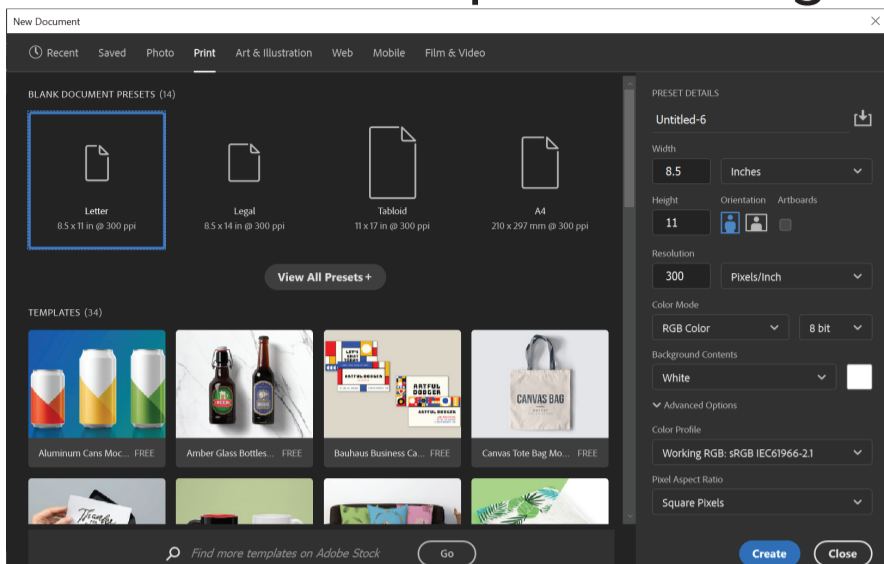 New Document
Recent Saved Photo Print Art & Illustration Web Mobile Film & Video
BLANK DOCUMENT PRESETS (14)
Letter
8.5 x 11 in @ 300 ppi
Legal
8.5 x 14 in @ 300 ppi
Tabloid
11 x 17 in @ 300 ppi
A4
210 x 297 mm @ 300 ppi
View All Presets +
TEMPLATES (34)
LET'S
ARTFUL
DODGER
CANVAS BAG
Aluminum Cans Moc... FREE
Amber Glass Bottles... FREE
Bauhaus Business Ca... FREE
Canvas Tote Bag Mo... FREE
Thanks
Find more templates on Adobe Stock Go
PRESET DETAILS
Untitled-6
Width
8.5 Inches
Height Orientation Artboards
11
Resolution
300 Pixels/Inch
Color Mode
RGB Color 8 bit
Background Contents
White
Advanced Options
Color Profile
Working RGB: sRGB IEC61966-2.1
Pixel Aspect Ratio
Square Pixels
Create Close